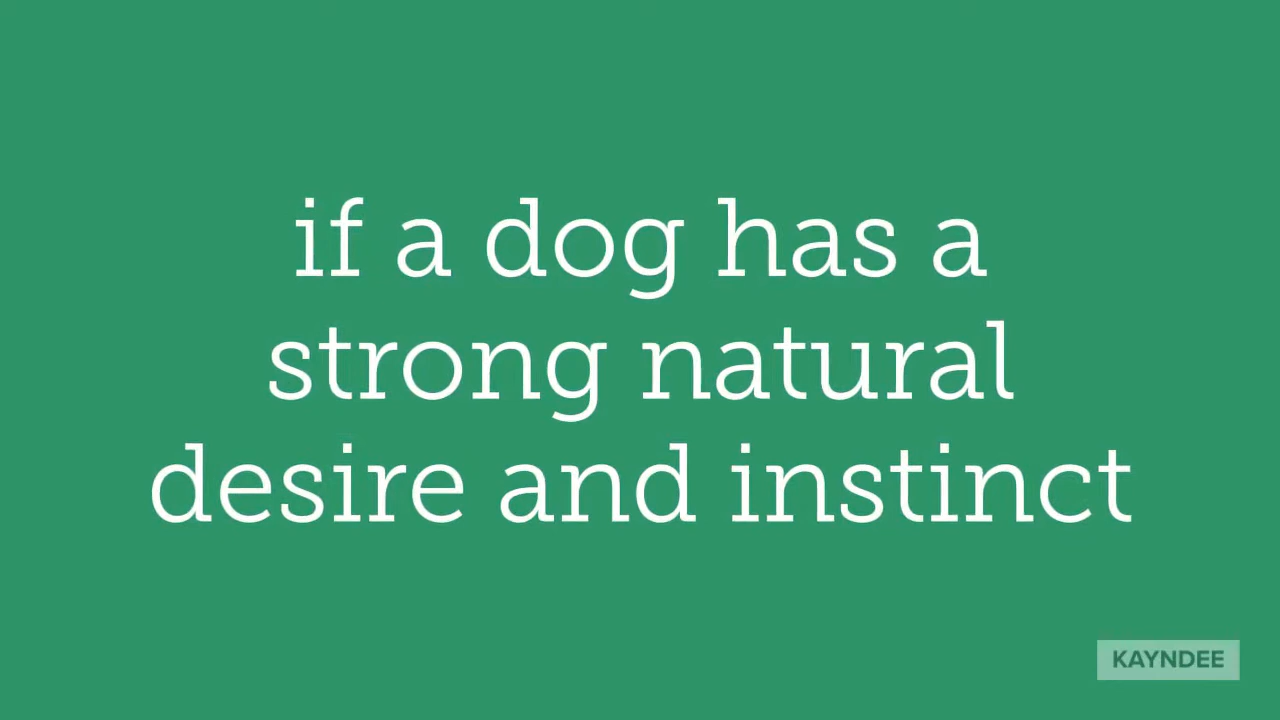 if a dog has a
strong natural
desire and instinct
KAYNDEE